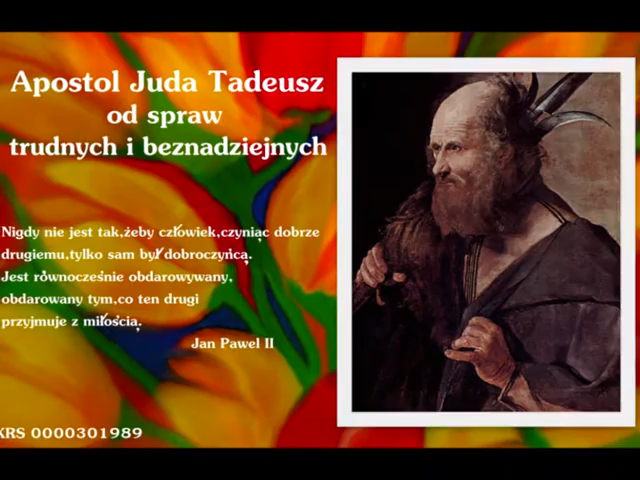 Apostol Juda Tadeusz
od spraw
trudnych i beznadziejnych
Nigdy nie jest tak,żeby człowiek,czyniąc dobrze
drugiemu,tylko sam był dobroczyńcą.
Jest równocześnie obdarowywany,
obdarowany tym,co ten drugi
przyjmuje z miłością.
Jan Pawel II
KRS 0000301989